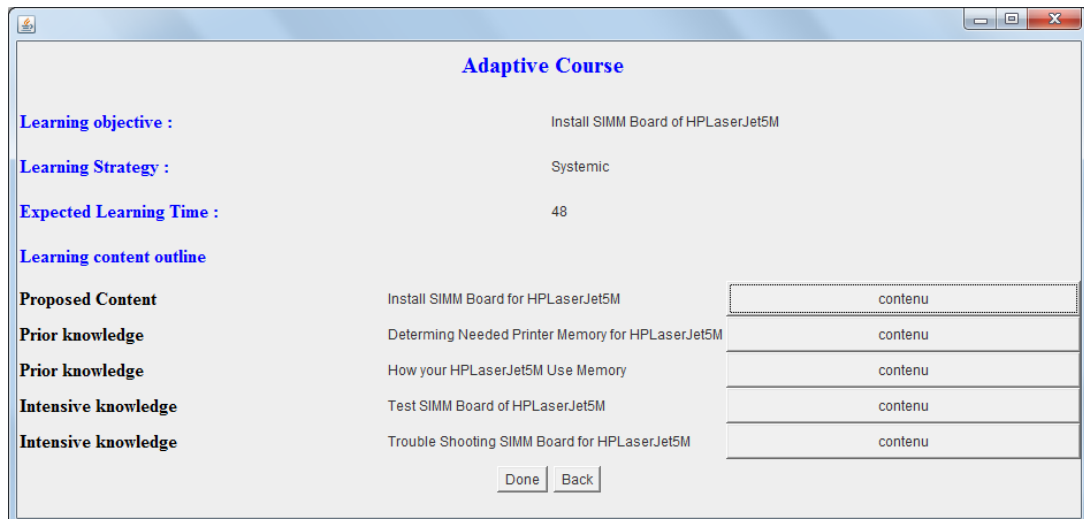 Adaptive Course
Learning objective : Install SIMM Board of HPLaserJet5M
Learning Strategy : Systemic
Expected Learning Time : 48
Learning content outline
Proposed Content Install SIMM Board for HPLaserJet5M contenu
Prior knowledge Determing Needed Printer Memory for HPLaserJet5M contenu
Prior knowledge How your HPLaserJet5M Use Memory contenu
Intensive knowledge Test SIMM Board of HPLaserJet5M contenu
Intensive knowledge Trouble Shooting SIMM Board for HPLaserJet5M contenu
Done Back